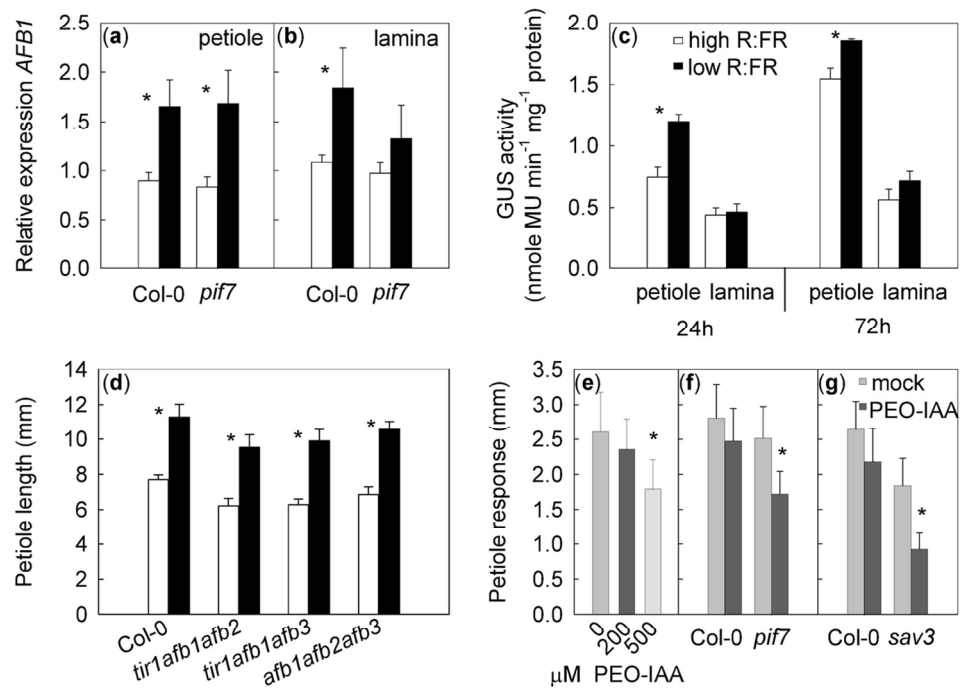 Relative expression AFB1
2.5
2.0
1.5
1.0
0.5
0.0
(a) petiole
*
*
Col-0 pif7
(b) lamina
*
Col-0 pif7
GUS activity
(nmole MU min-1 mg-1 protein)
2.0
1.5
1.0
0.5
0.0
(c)
high R:FR
low R:FR
*
*
petiole lamina petiole lamina
24h 72h
Petiole length (mm)
14
12
10
8
6
4
2
0
(d)
* * * *
Col-0
tir1afb1afb2
tir1afb1afb3
afb1afb2afb3
Petiole response (mm)
3.5
3.0
2.5
2.0
1.5
1.0
0.5
0.0
(e)
*
0
200
500
µM PEO-IAA
(f)
*
Col-0 pif7
(g)
mock
PEO-IAA
*
Col-0 sav3